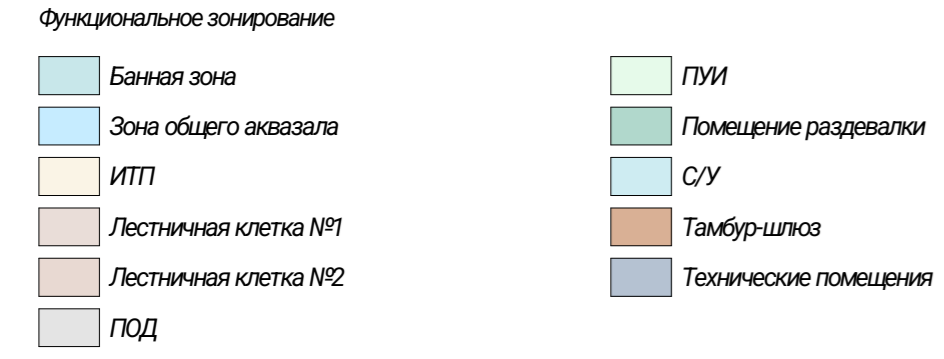 Функциональное зонирование
Банная зона
Зона общего аквазала
ИТП
Лестничная клетка №1
Лестничная клетка №2
ПОД
ПУИ
Помещение раздевалки
С/У
Тамбур-шлюз
Технические помещения